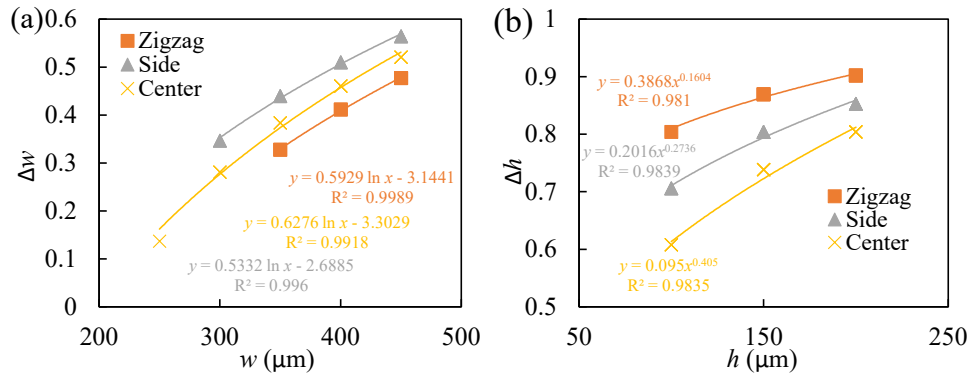 (a)
0.6
0.5
0.4
0.3
0.2
0.1
0
Δw
Zigzag
Side
Center
y = 0.5929 ln x - 3.1441
R² = 0.9989
y = 0.6276 ln x - 3.3029
R² = 0.9918
y = 0.5332 ln x - 2.6885
R² = 0.996
200 300 400 500
w (μm)
(b)
1
0.9
0.8
0.7
0.6
0.5
Δh
y = 0.3868x^0.1604
R² = 0.981
y = 0.2016x^0.2736
R² = 0.9839
Zigzag
Side
Center
y = 0.095x^0.405
R² = 0.9835
50 150 250
h (μm)